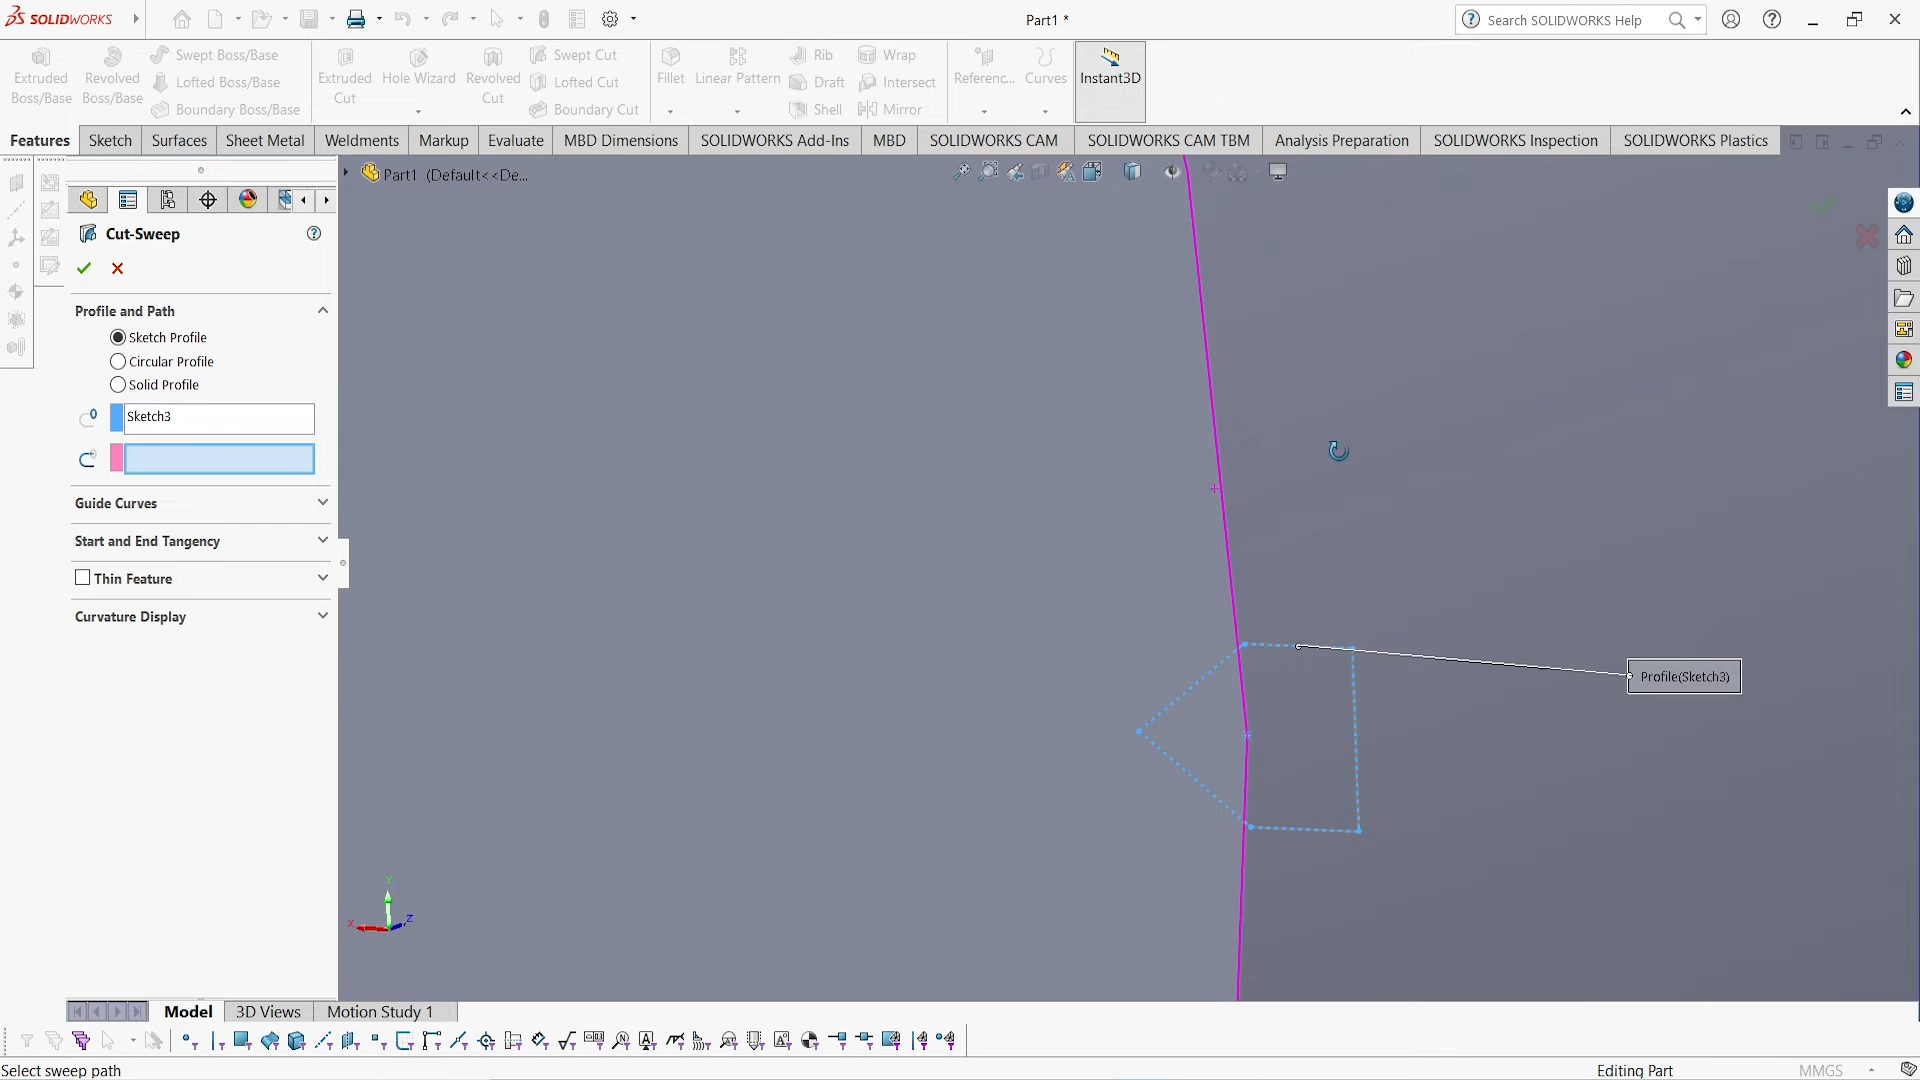 SOLIDWORKS
Part1 *
Search SOLIDWORKS Help
Extruded Boss/Base
Revolved Boss/Base
Swept Boss/Base
Lofted Boss/Base
Boundary Boss/Base
Extruded Cut
Hole Wizard
Revolved Cut
Swept Cut
Lofted Cut
Boundary Cut
Fillet
Linear Pattern
Rib
Draft
Shell
Wrap
Intersect
Mirror
Referenc...
Curves
Instant3D
Features
Sketch
Surfaces
Sheet Metal
Weldments
Markup
Evaluate
MBD Dimensions
SOLIDWORKS Add-Ins
MBD
SOLIDWORKS CAM
SOLIDWORKS CAM TBM
Analysis Preparation
SOLIDWORKS Inspection
SOLIDWORKS Plastics
Part1 (Default<<De...
Cut-Sweep
Profile and Path
Sketch Profile
Circular Profile
Solid Profile
Sketch3
Guide Curves
Start and End Tangency
Thin Feature
Curvature Display
Profile(Sketch3)
Y
X
Z
Model
3D Views
Motion Study 1
Select sweep path
Editing Part
MMGS